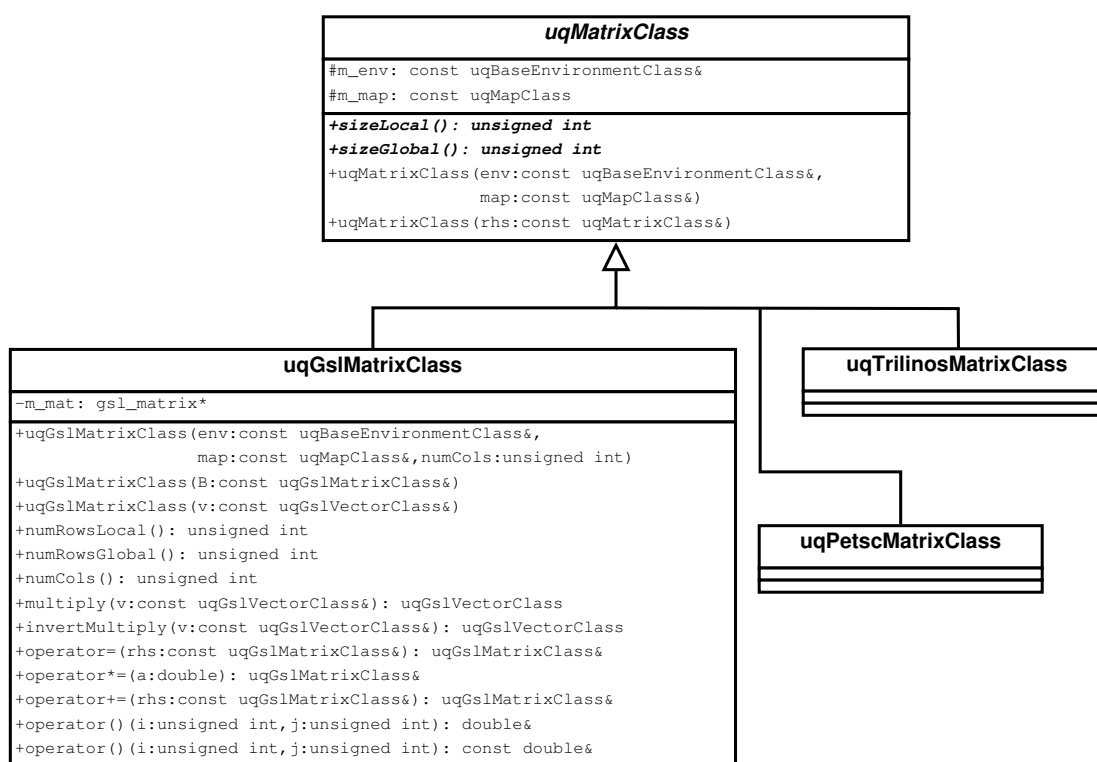 uqMatrixClass
#m_env: const uqBaseEnvironmentClass&
#m_map: const uqMapClass
+sizeLocal(): unsigned int
+sizeGlobal(): unsigned int
+uqMatrixClass(env:const uqBaseEnvironmentClass&,
map:const uqMapClass&)
+uqMatrixClass(rhs:const uqMatrixClass&)
uqGslMatrixClass
-m_mat: gsl_matrix*
+uqGslMatrixClass(env:const uqBaseEnvironmentClass&,
map:const uqMapClass&,numCols:unsigned int)
+uqGslMatrixClass(B:const uqGslMatrixClass&)
+uqGslMatrixClass(v:const uqGslVectorClass&)
+numRowsLocal(): unsigned int
+numRowsGlobal(): unsigned int
+numCols(): unsigned int
+multiply(v:const uqGslVectorClass&): uqGslVectorClass
+invertMultiply(v:const uqGslVectorClass&): uqGslVectorClass
+operator=(rhs:const uqGslMatrixClass&): uqGslMatrixClass&
+operator*=(a:double): uqGslMatrixClass&
+operator+=(rhs:const uqGslMatrixClass&): uqGslMatrixClass&
+operator()(i:unsigned int,j:unsigned int): double&
+operator()(i:unsigned int,j:unsigned int): const double&
uqTrilinosMatrixClass
uqPetscMatrixClass